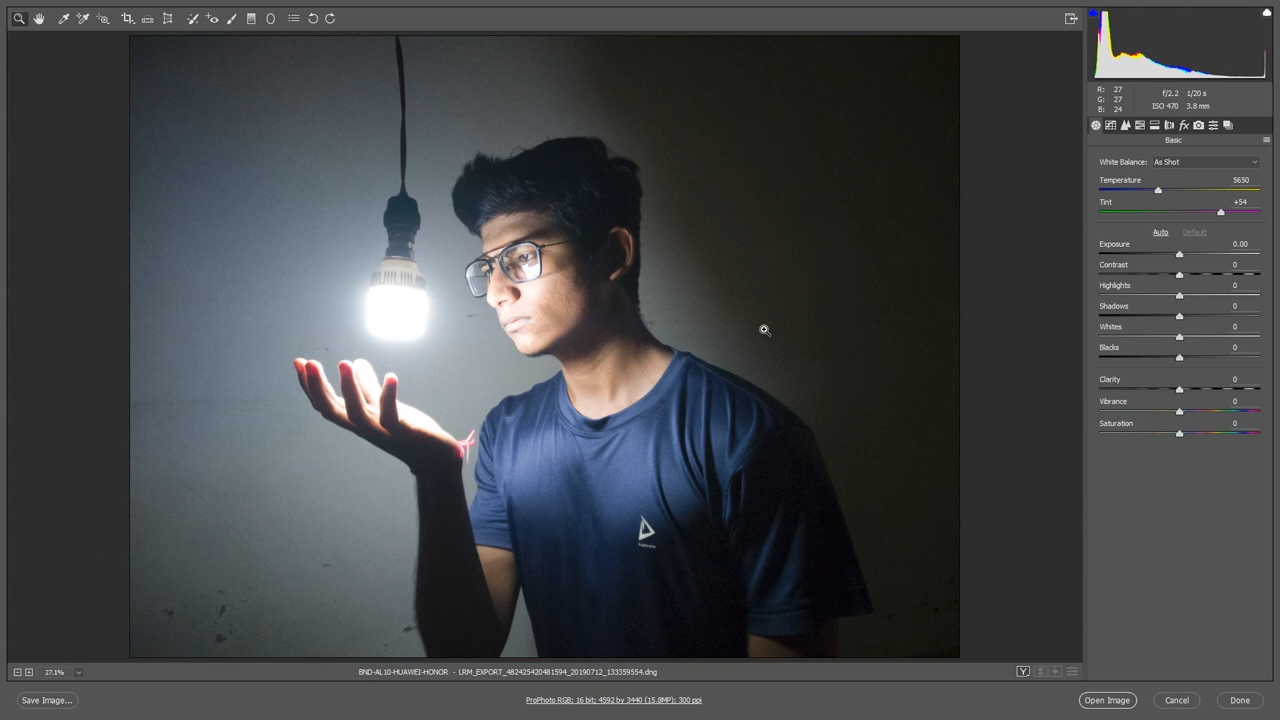 R: 27
G: 27
B: 24
f/2.2 1/20 s
ISO 470 3.8 mm
fx
Basic
White Balance: As Shot
Temperature 5650
Tint +54
Auto Default
Exposure 0.00
Contrast 0
Highlights 0
Shadows 0
Whites 0
Blacks 0
Clarity 0
Vibrance 0
Saturation 0
27.1%
BND-AL10-HUAWEI-HONOR - LRM_EXPORT_482425420481594_20190712_133359554.dng
Y
Save Image...
ProPhoto RGB; 16 bit; 4592 by 3440 (15.8MP); 300 ppi
Open Image Cancel Done